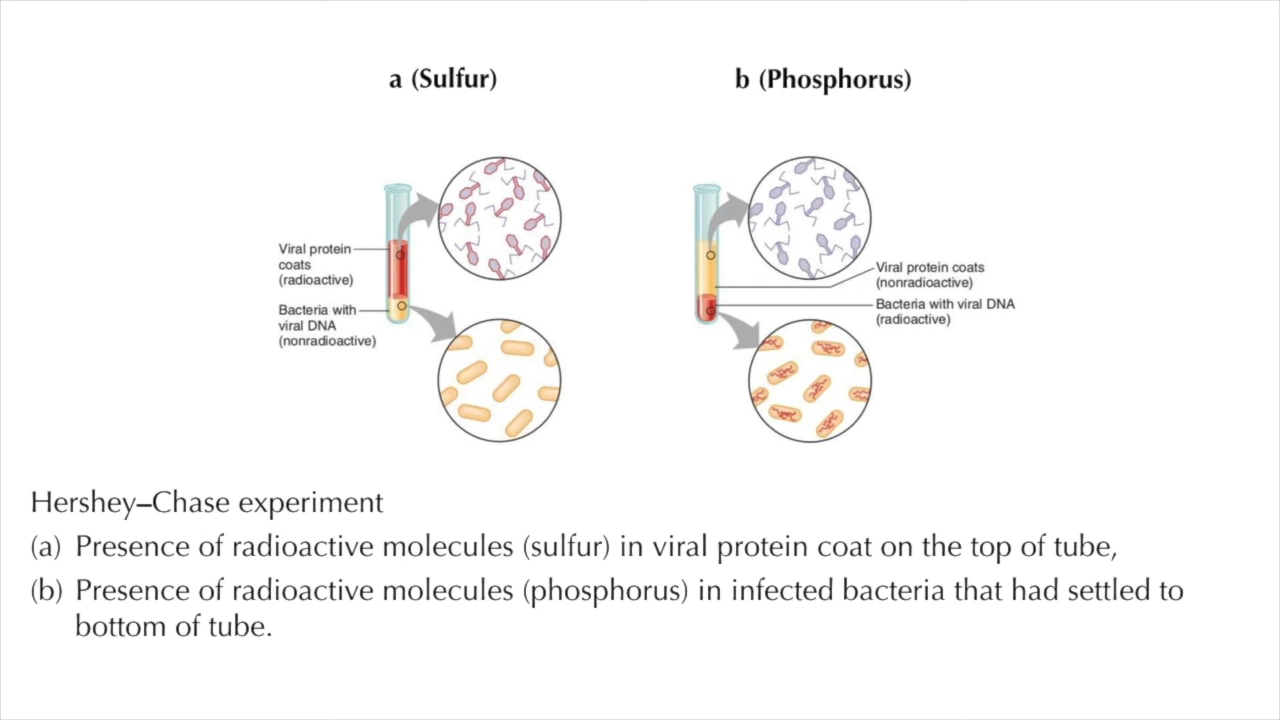 a (Sulfur)
b (Phosphorus)
Viral protein
coats
(radioactive)
Bacteria with
viral DNA
(nonradioactive)
Viral protein coats
(nonradioactive)
Bacteria with viral DNA
(radioactive)
Hershey–Chase experiment
(a) Presence of radioactive molecules (sulfur) in viral protein coat on the top of tube,
(b) Presence of radioactive molecules (phosphorus) in infected bacteria that had settled to
bottom of tube.